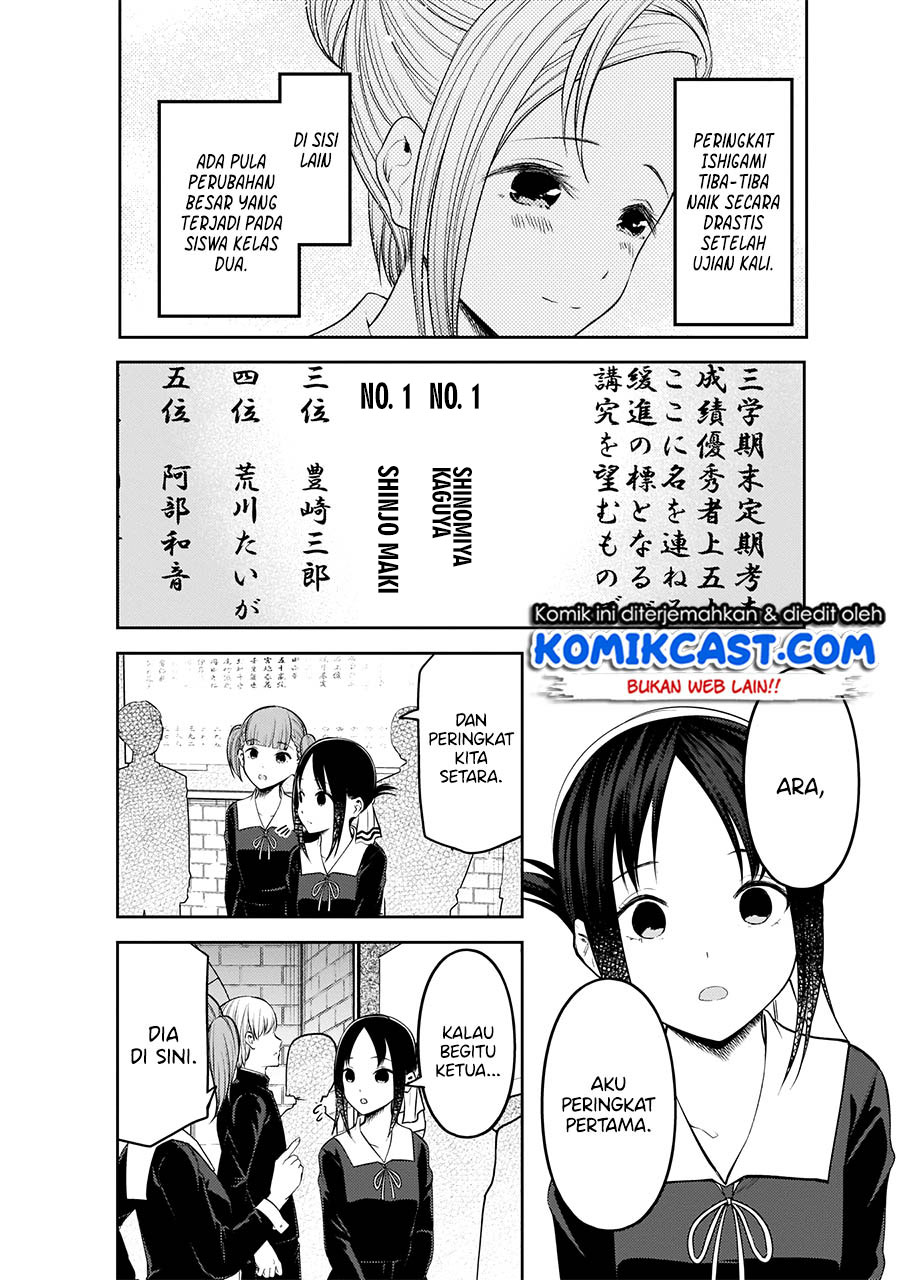 PERINGKAT
ISHIGAMI
TIBA-TIBA
NAIK SECARA
DRASTIS
SETELAH
UJIAN KALI.
DI SISI
LAIN
ADA PULA
PERUBAHAN
BESAR YANG
TERJADI PADA
SISWA KELAS
DUA.
三学期末定期考
成績優秀者上五
ここに名を連ね
緩進の標となる
講究を望むもの
NO. 1
SHINOMIYA
KAGUYA
NO. 1
SHINJO MAKI
三位 豊崎三郎
四位 荒川たいが
五位 阿部和音
Komik ini diterjemahkan & diedit oleh
KOMIKCAST.COM
BUKAN WEB LAIN!!
ARA,
AKU
PERINGKAT
PERTAMA.
DAN
PERINGKAT
KITA
SETARA.
KALAU
BEGITU
KETUA...
DIA
DI SINI.